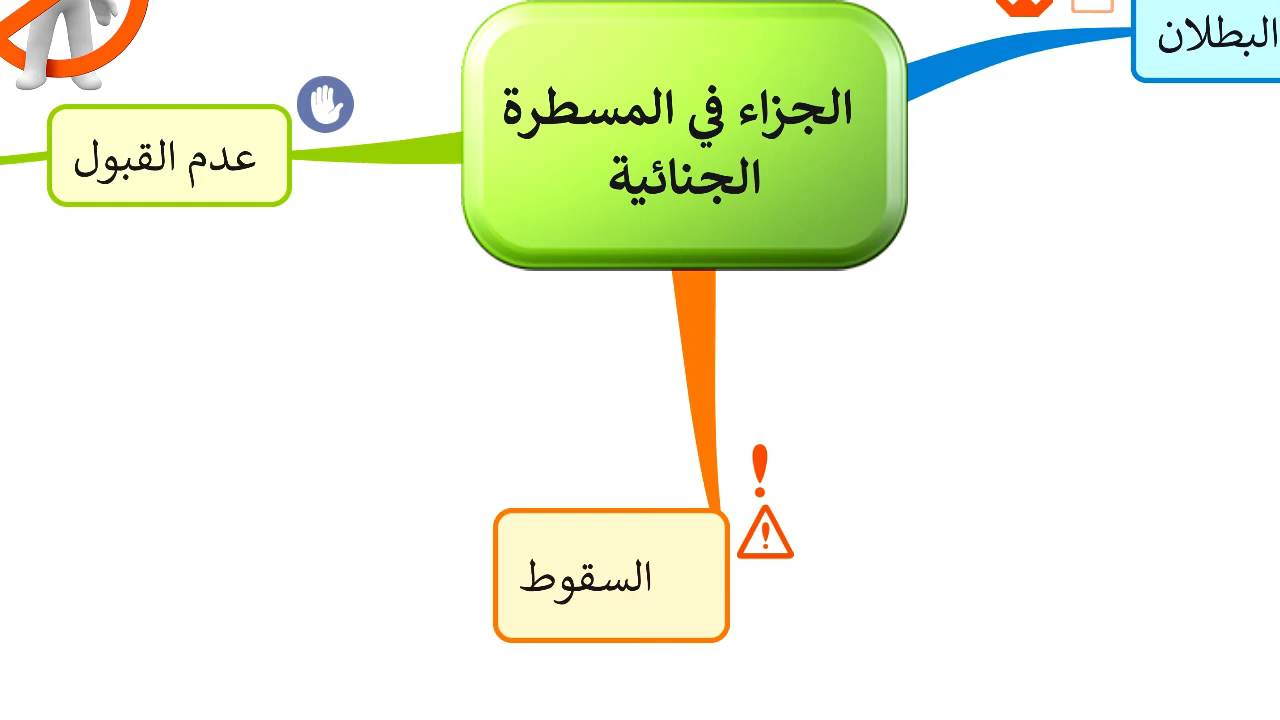 البطلان
الجزاء في المسطرة
الجنائية
عدم القبول
السقوط